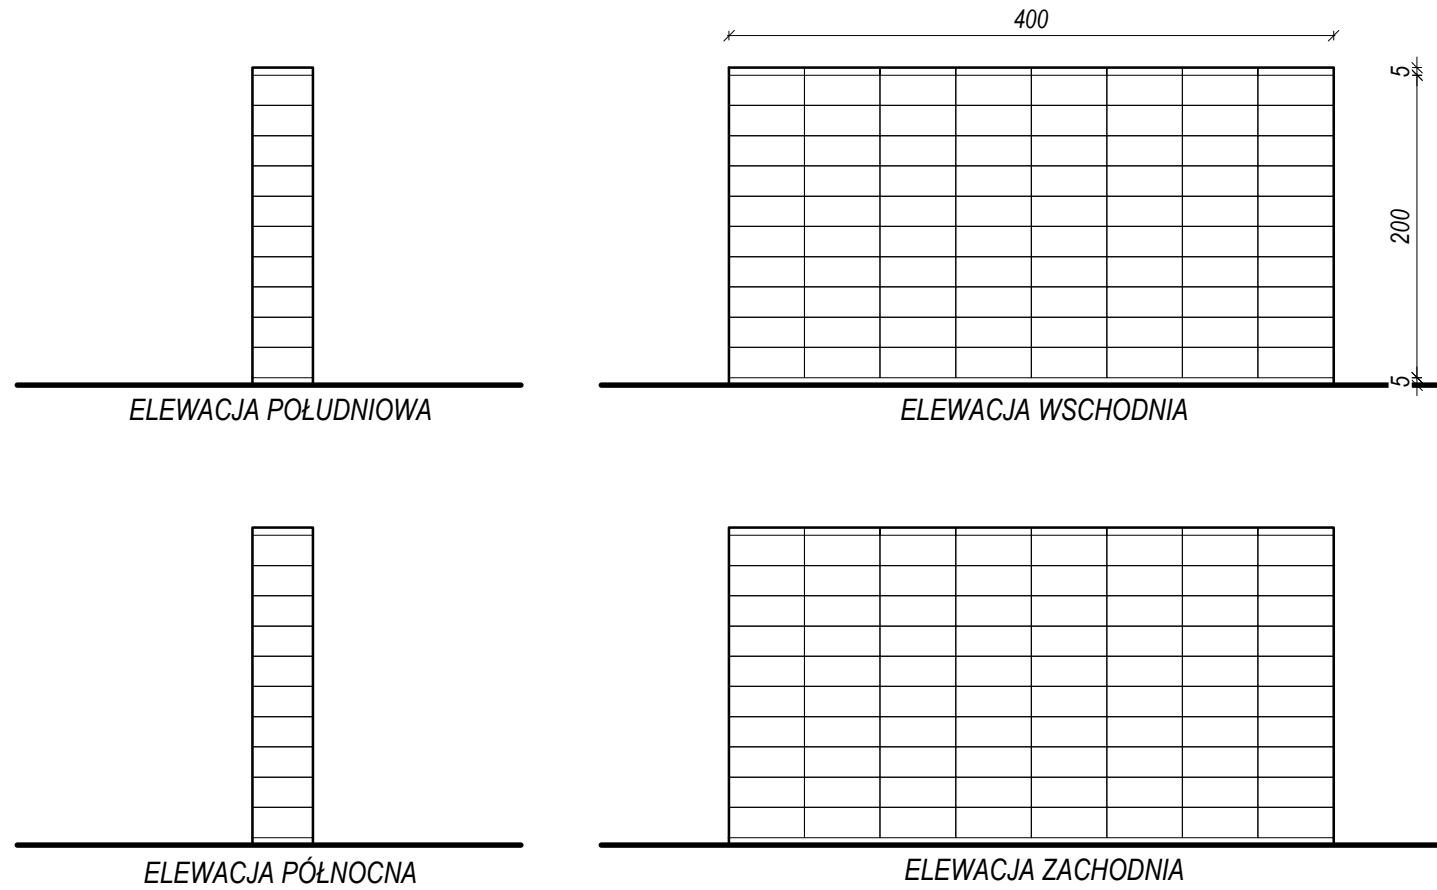 400
5
200
5
ELEWACJA POŁUDNIOWA
ELEWACJA WSCHODNIA
ELEWACJA PÓŁNOCNA
ELEWACJA ZACHODNIA